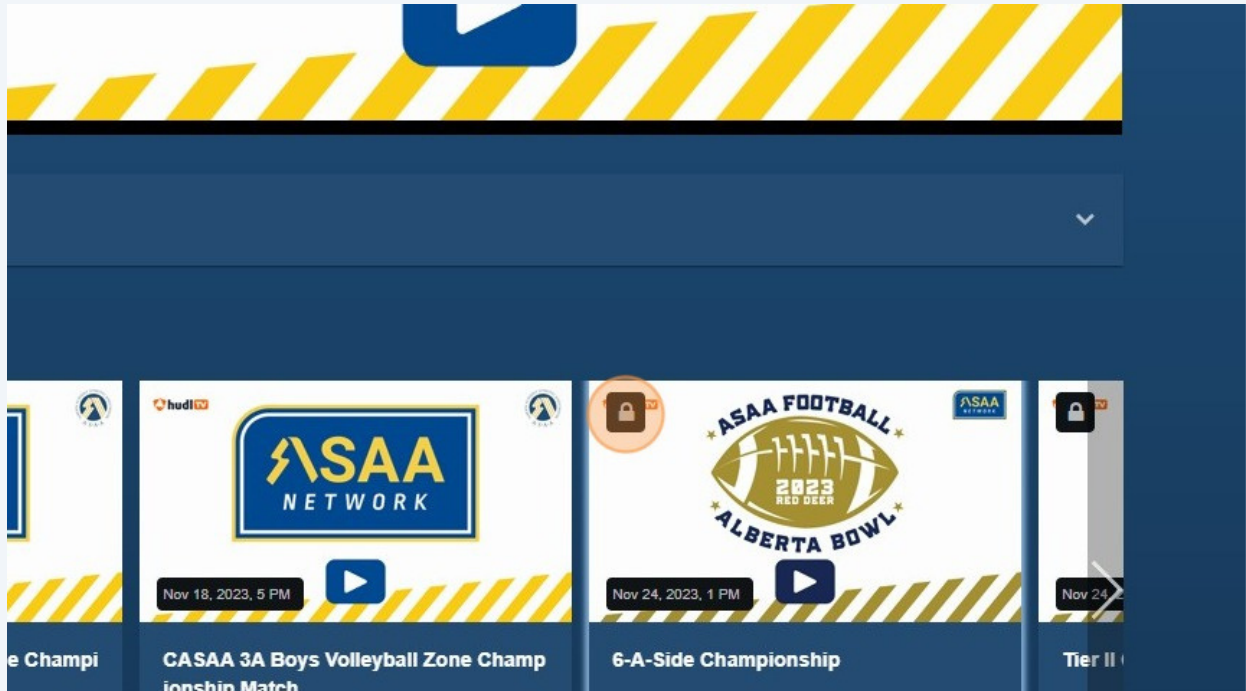 hudl TV
ASAA
NETWORK
Nov 18, 2023, 5 PM
ASAA FOOTBALL
2023
RED DEER
ALBERTA BOWL
ASAA
NETWORK
Nov 24, 2023, 1 PM
Nov 24, 2
e Champi
CASAA 3A Boys Volleyball Zone Champ
ionship Match
6-A-Side Championship
Tier II